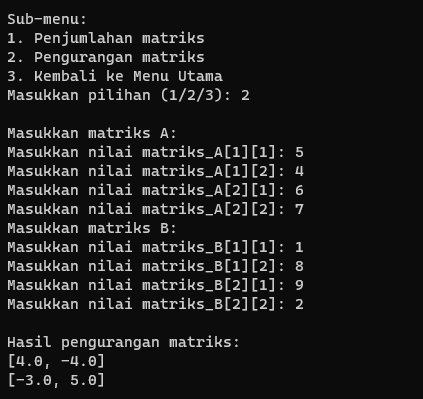 Sub-menu:
1. Penjumlahan matriks
2. Pengurangan matriks
3. Kembali ke Menu Utama
Masukkan pilihan (1/2/3): 2

Masukkan matriks A:
Masukkan nilai matriks_A[1][1]: 5
Masukkan nilai matriks_A[1][2]: 4
Masukkan nilai matriks_A[2][1]: 6
Masukkan nilai matriks_A[2][2]: 7
Masukkan matriks B:
Masukkan nilai matriks_B[1][1]: 1
Masukkan nilai matriks_B[1][2]: 8
Masukkan nilai matriks_B[2][1]: 9
Masukkan nilai matriks_B[2][2]: 2

Hasil pengurangan matriks:
[4.0, -4.0]
[-3.0, 5.0]